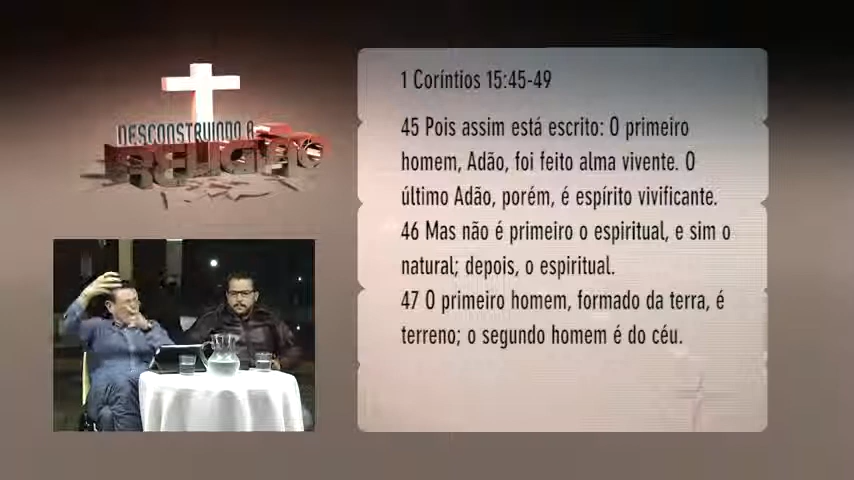 DESCONSTRUINDO A
RELIGIÃO
1 Coríntios 15:45-49
45 Pois assim está escrito: O primeiro
homem, Adão, foi feito alma vivente. O
último Adão, porém, é espírito vivificante.
46 Mas não é primeiro o espiritual, e sim o
natural; depois, o espiritual.
47 O primeiro homem, formado da terra, é
terreno; o segundo homem é do céu.